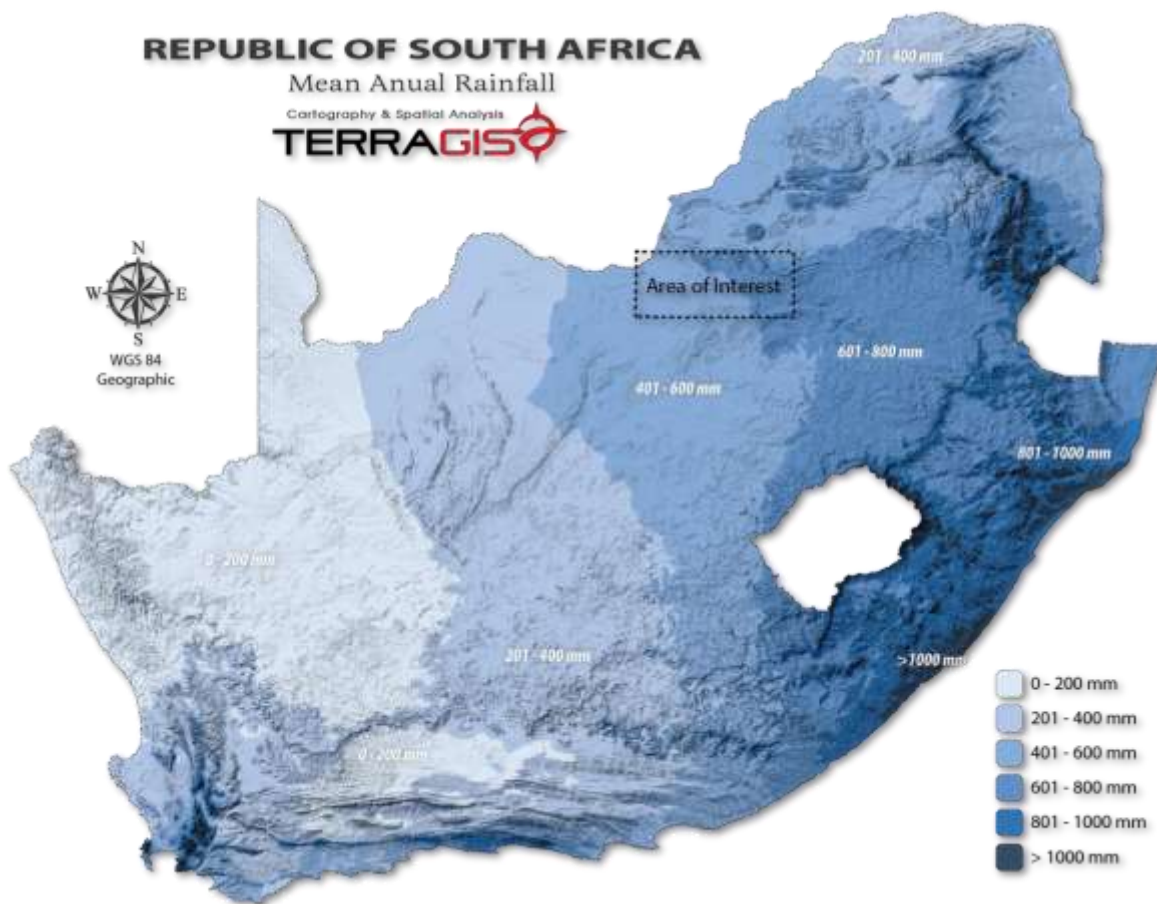 REPUBLIC OF SOUTH AFRICA
Mean Anual Rainfall
Cartography & Spatial Analysis
TERRAGIS
201 - 400 mm
N
W E
S
WGS 84
Geographic
Area of Interest
601 - 800 mm
401 - 600 mm
801 - 1000 mm
0 - 200 mm
201 - 400 mm
>1000 mm
0 - 200 mm
0 - 200 mm
201 - 400 mm
401 - 600 mm
601 - 800 mm
801 - 1000 mm
> 1000 mm